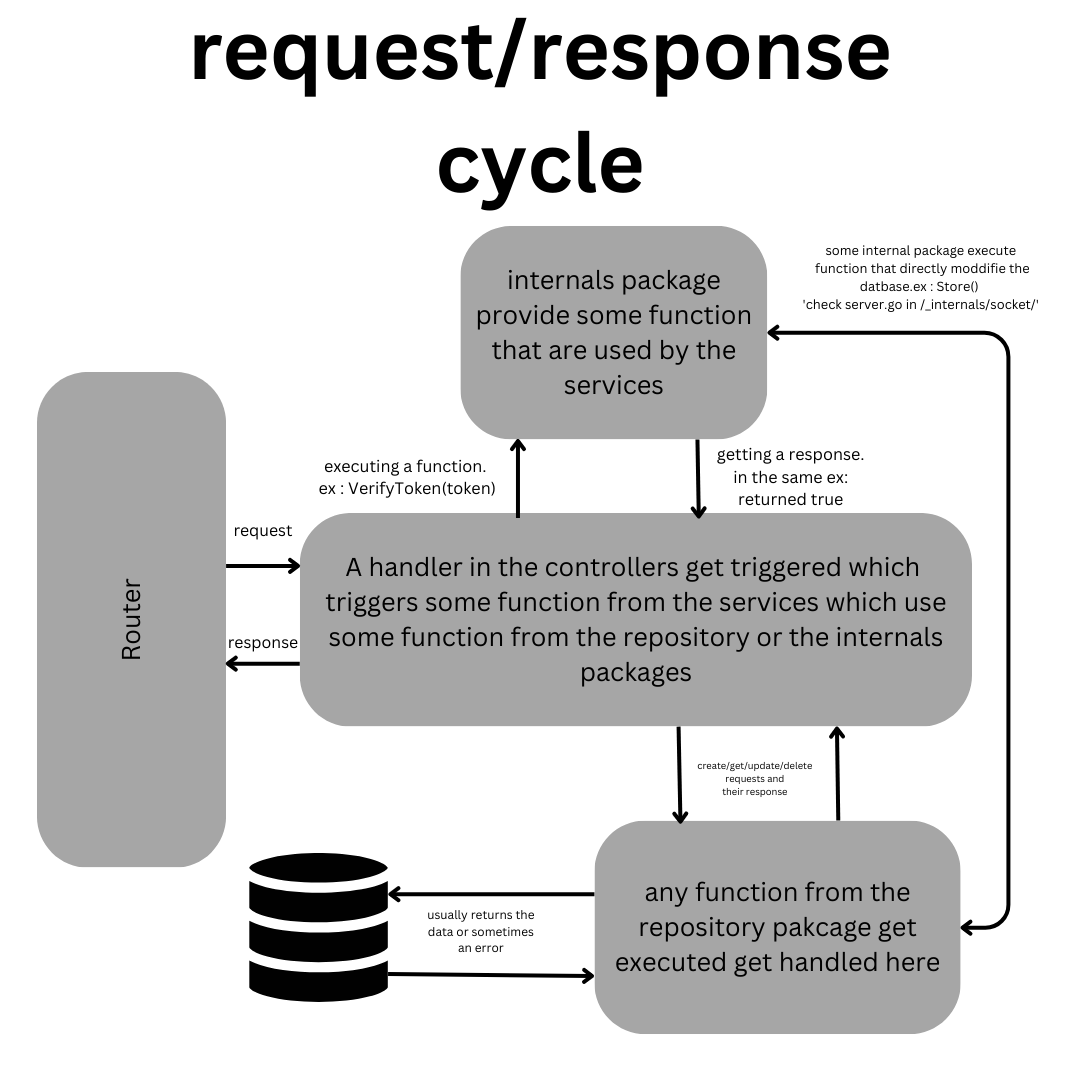 request/response
cycle
some internal package execute
function that directly moddifie the
datbase.ex : Store()
'check server.go in /_internals/socket/'
internals package
provide some function
that are used by the
services
executing a function.
ex : VerifyToken(token)
getting a response.
in the same ex:
returned true
request
response
Router
A handler in the controllers get triggered which
triggers some function from the services which use
some function from the repository or the internals
packages
create/get/update/delete
requests and
their response
usually returns the
data or sometimes
an error
any function from the
repository pakcage get
executed get handled here